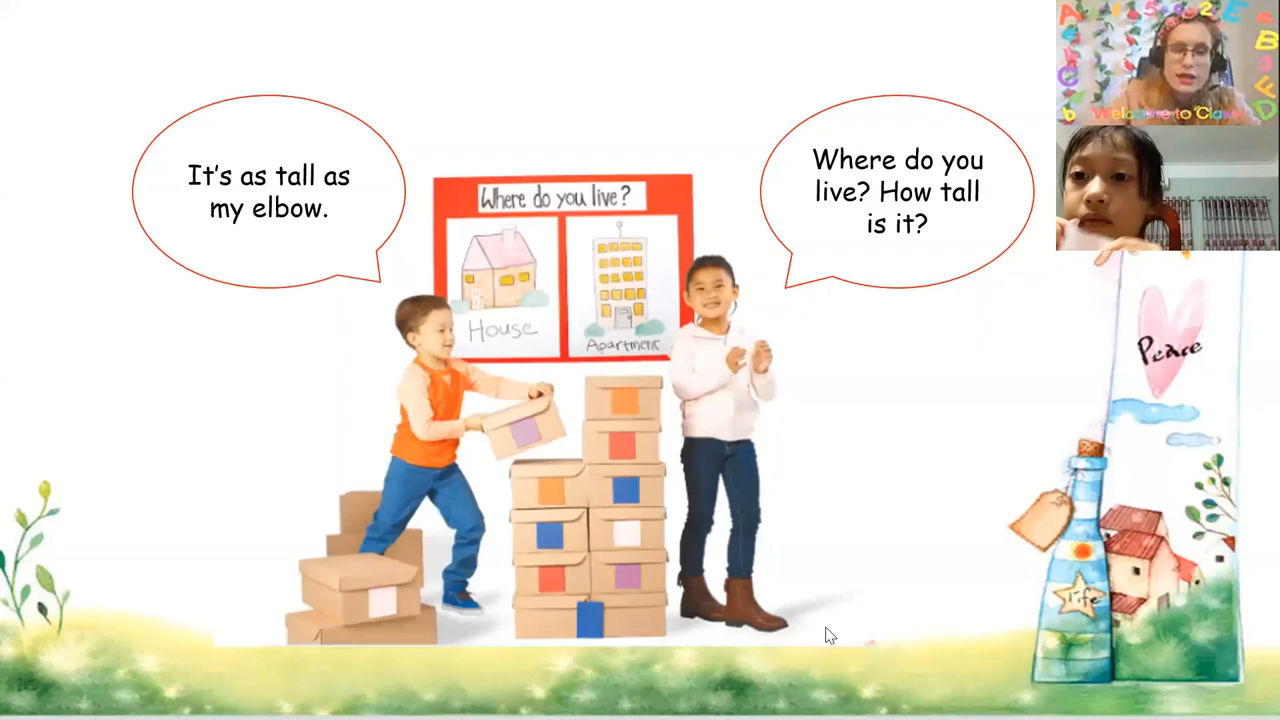 It's as tall as
my elbow.
Where do you
live? How tall
is it?
Where do you live?
House
Apartment
Welcome to Class
Peace
life